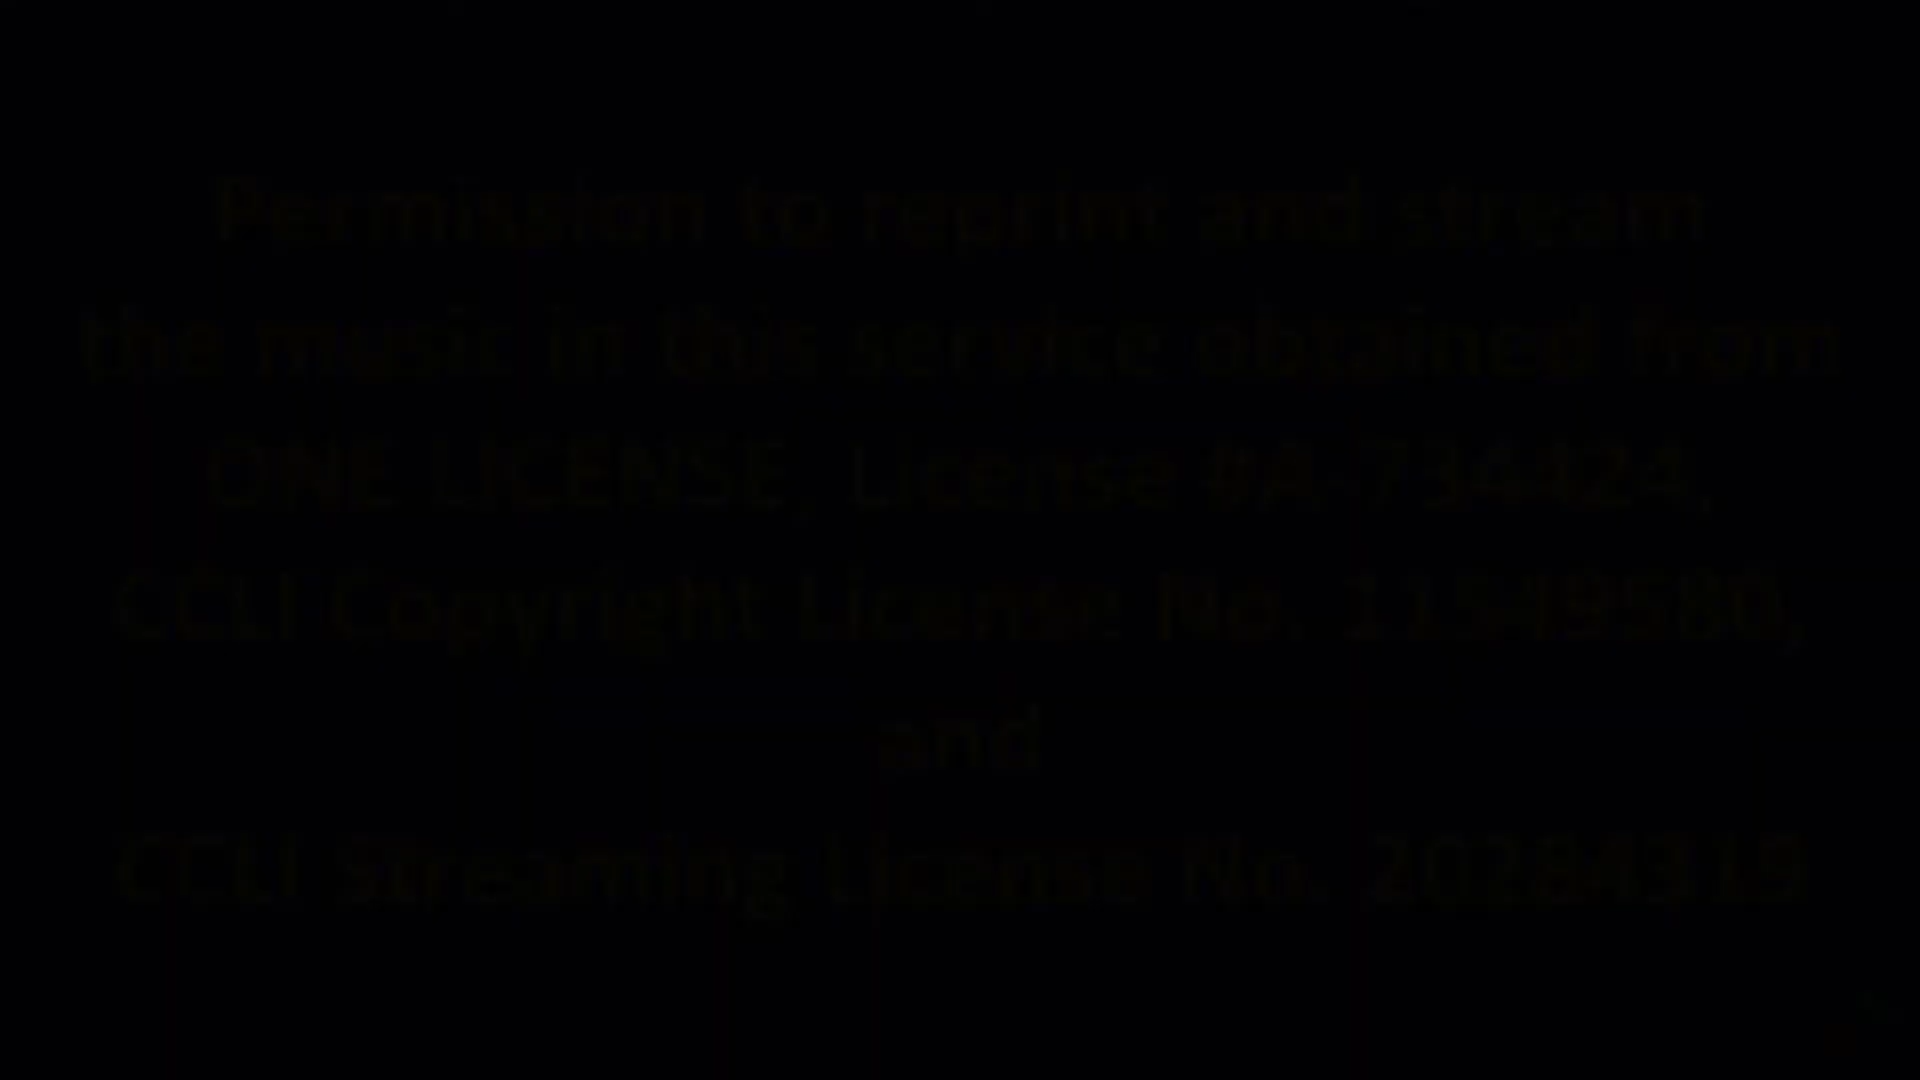 Permission to reprint and stream
the music in this service obtained from
ONE LICENSE, License #A-734424,
CCLI Copyright License No. 11549580,
and
CCLI Streaming License No.